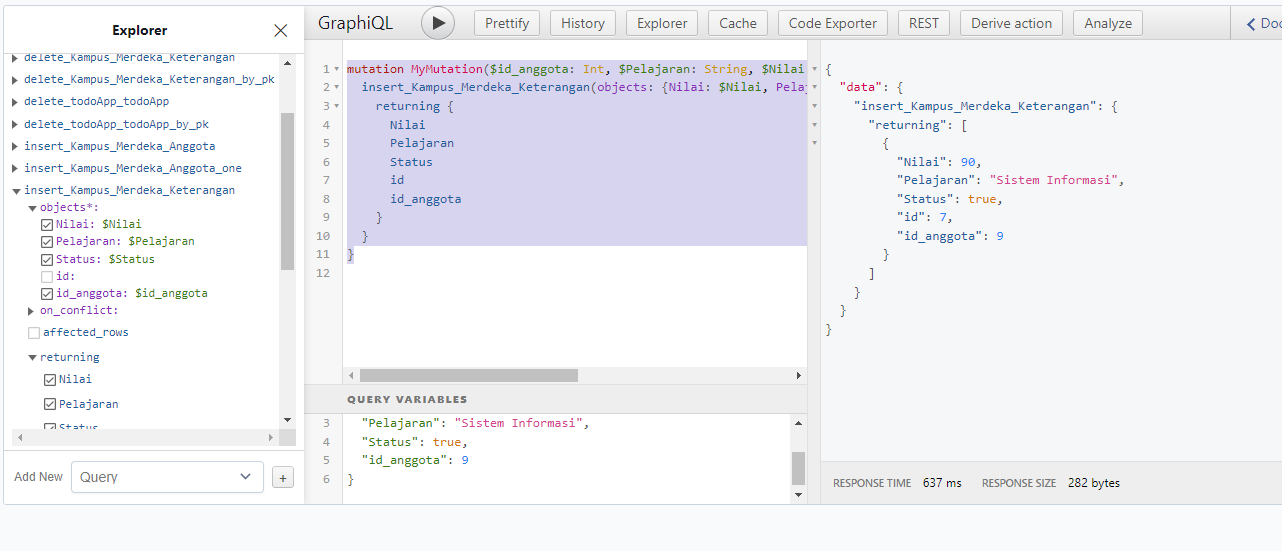 Explorer
delete_Kampus_Merdeka_Keterangan
delete_Kampus_Merdeka_Keterangan_by_pk
delete_todoApp_todoApp
delete_todoApp_todoApp_by_pk
insert_Kampus_Merdeka_Anggota
insert_Kampus_Merdeka_Anggota_one
insert_Kampus_Merdeka_Keterangan
objects*:
Nilai: $Nilai
Pelajaran: $Pelajaran
Status: $Status
id:
id_anggota: $id_anggota
on_conflict:
affected_rows
returning
Nilai
Pelajaran
Status
Add New Query +
GraphiQL Prettify History Explorer Cache Code Exporter REST Derive action Analyze
1 mutation MyMutation($id_anggota: Int, $Pelajaran: String, $Nilai
2 insert_Kampus_Merdeka_Keterangan(objects: {Nilai: $Nilai, Pelaj
3 returning {
4 Nilai
5 Pelajaran
6 Status
7 id
8 id_anggota
9 }
10 }
11 }
12
QUERY VARIABLES
3 "Pelajaran": "Sistem Informasi",
4 "Status": true,
5 "id_anggota": 9
6 }
{
"data": {
"insert_Kampus_Merdeka_Keterangan": {
"returning": [
{
"Nilai": 90,
"Pelajaran": "Sistem Informasi",
"Status": true,
"id": 7,
"id_anggota": 9
}
]
}
}
}
RESPONSE TIME 637 ms RESPONSE SIZE 282 bytes